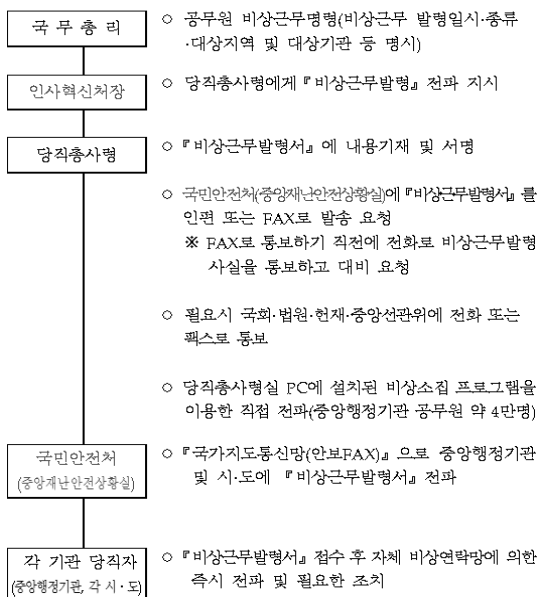 국 무 총 리
○ 공무원 비상근무명령(비상근무 발령일시·종류
·대상지역 및 대상기관 등 명시)
인사혁신처장
○ 당직총사령에게『비상근무발령』전파 지시
당직총사령
○『비상근무발령서』에 내용기재 및 서명
○ 국민안전처(중앙재난안전상황실)에『비상근무발령서』를
인편 또는 FAX로 발송 요청
※ FAX로 통보하기 직전에 전화로 비상근무발령
사실을 통보하고 대비 요청
○ 필요시 국회·법원·헌재·중앙선관위에 전화 또는
팩스로 통보
○ 당직총사령실 PC에 설치된 비상소집 프로그램을
이용한 직접 전파(중앙행정기관 공무원 약 4만명)
국민안전처
(중앙재난안전상황실)
○『국가지도통신망(안보FAX)』으로 중앙행정기관
및 시·도에 『비상근무발령서』전파
각 기관 당직자
(중앙행정기관, 각 시·도)
○『비상근무발령서』접수 후 자체 비상연락망에 의한
즉시 전파 및 필요한 조치